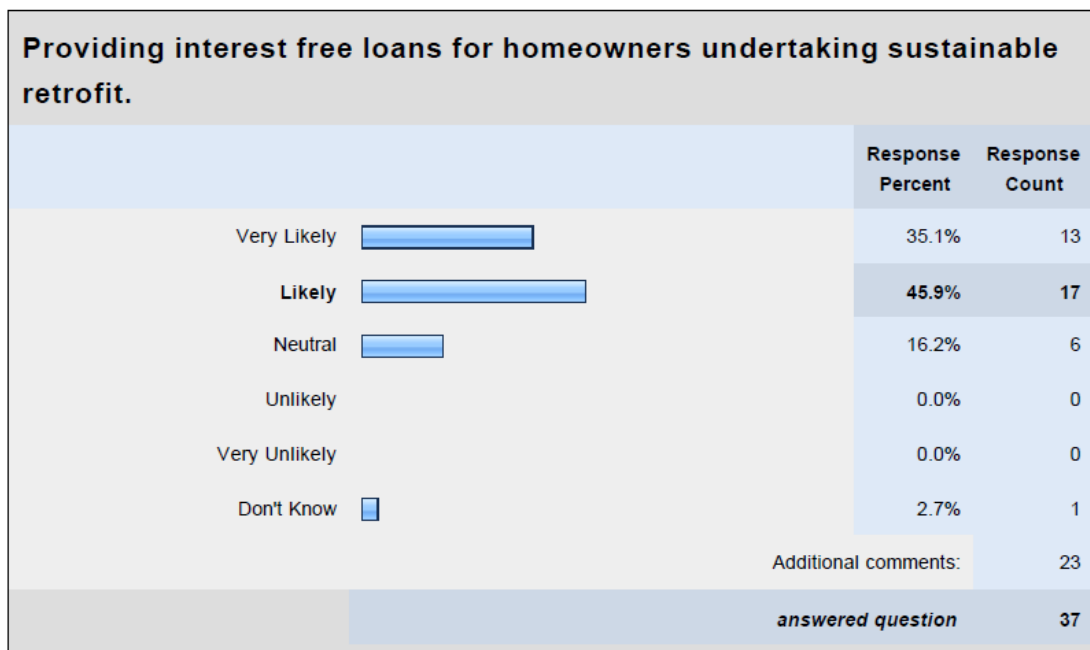 Providing interest free loans for homeowners undertaking sustainable
retrofit.
Response Percent Response Count
Very Likely 35.1% 13
Likely 45.9% 17
Neutral 16.2% 6
Unlikely 0.0% 0
Very Unlikely 0.0% 0
Don't Know 2.7% 1
Additional comments: 23
answered question 37